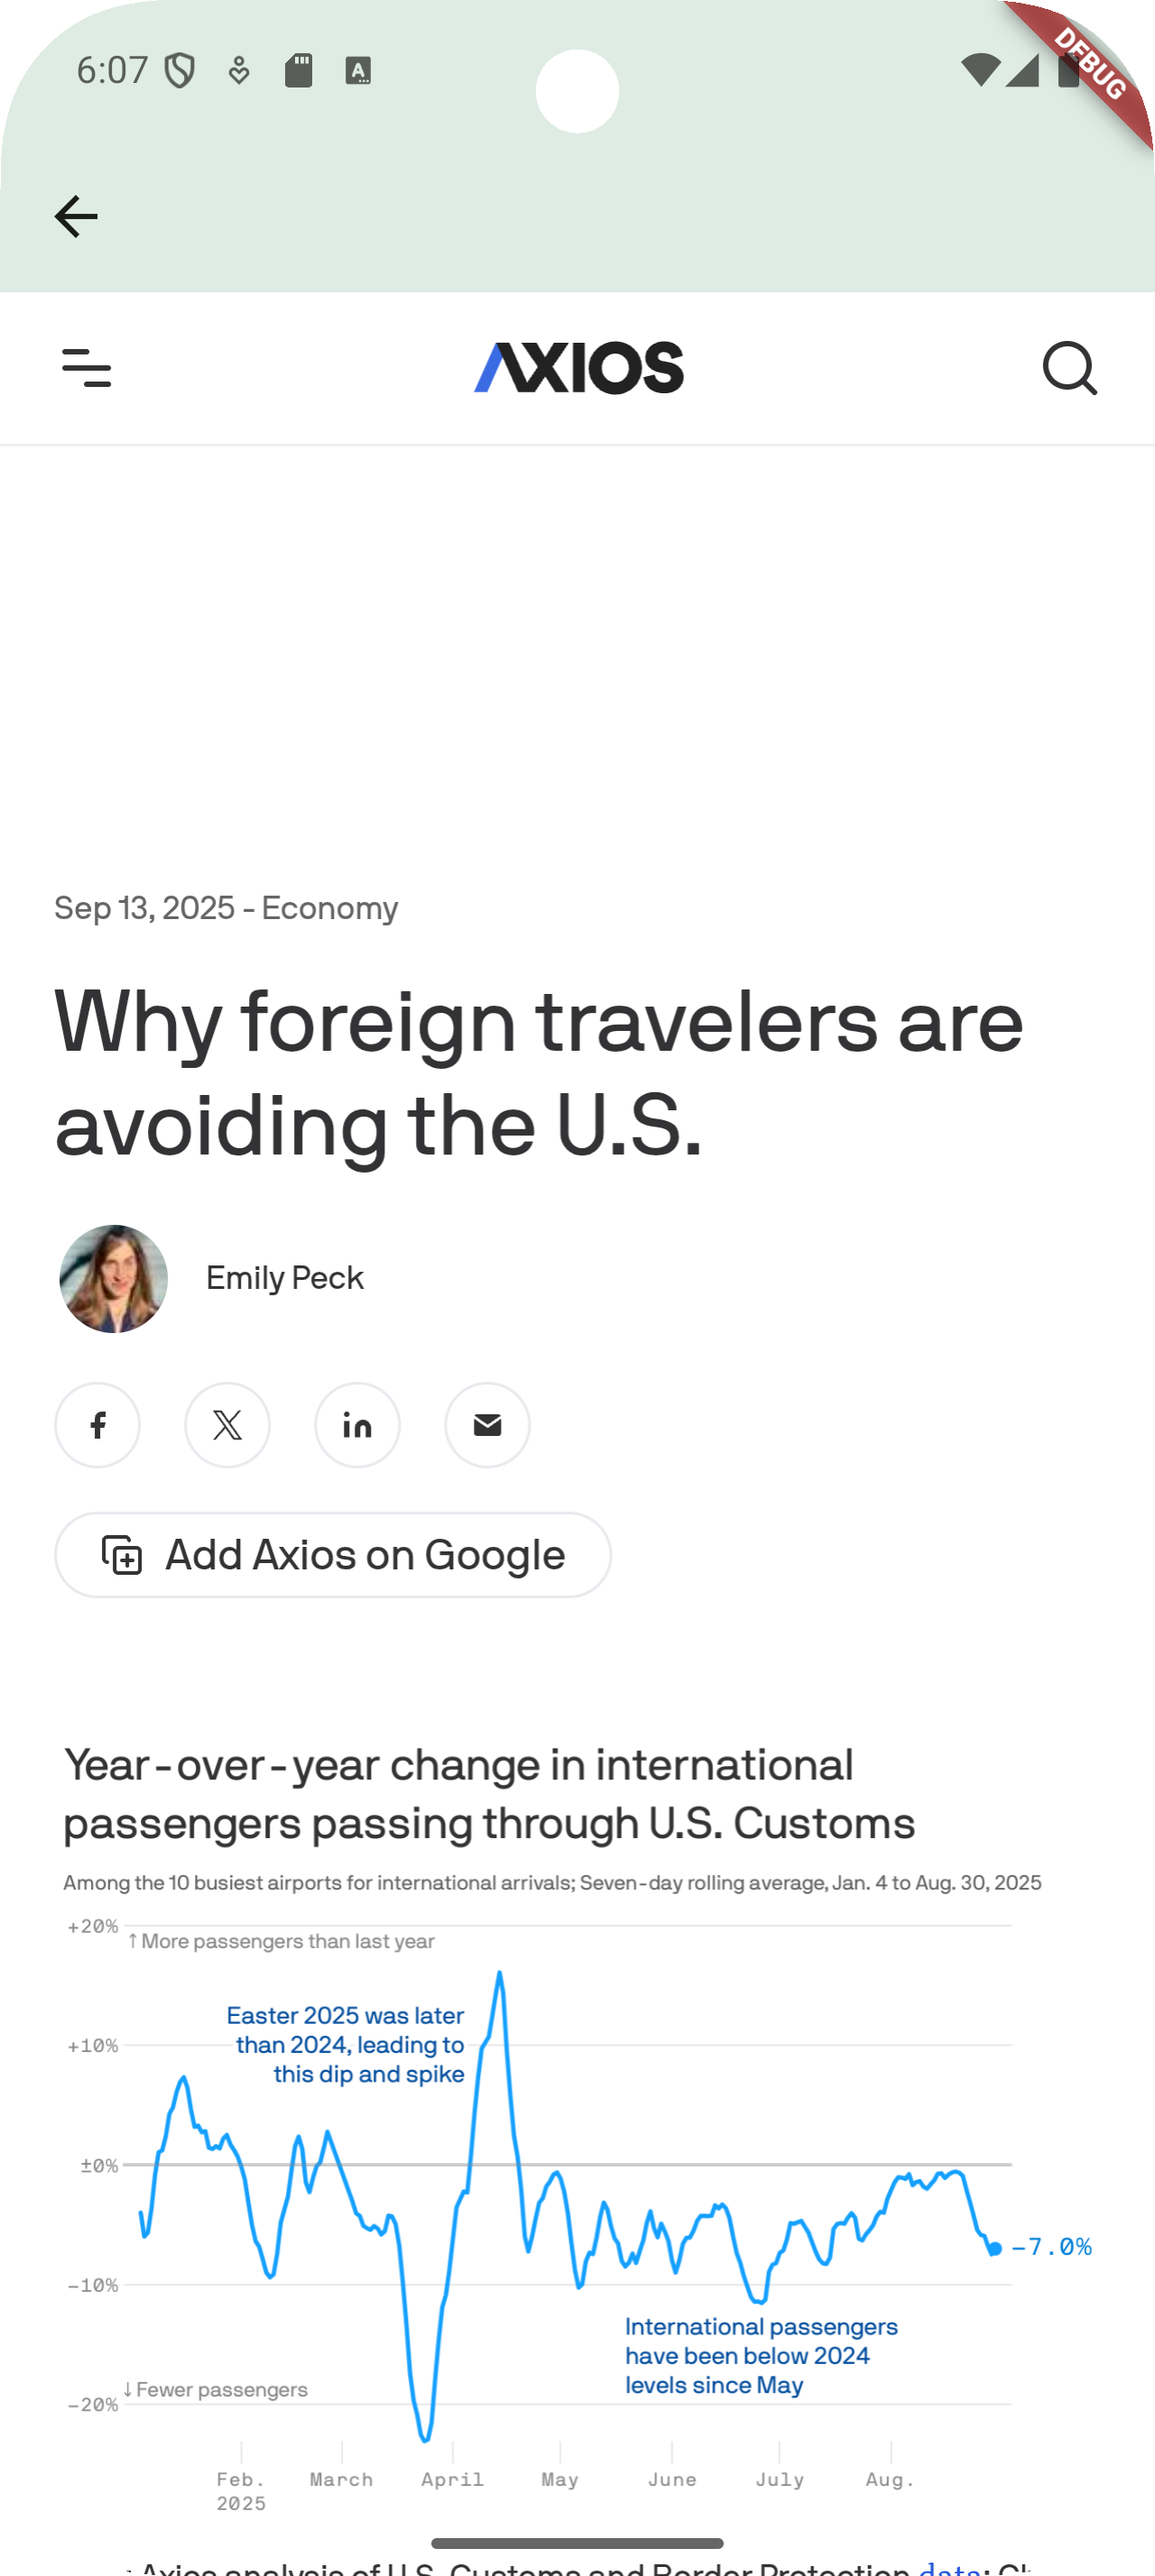 6:07
DEBUG
AXIOS
Sep 13, 2025 - Economy
Why foreign travelers are
avoiding the U.S.
Emily Peck
Add Axios on Google
Year-over-year change in international
passengers passing through U.S. Customs
Among the 10 busiest airports for international arrivals; Seven-day rolling average, Jan. 4 to Aug. 30, 2025
+20%
↑ More passengers than last year
Easter 2025 was later
than 2024, leading to
this dip and spike
+10%
±0%
−7.0%
−10%
International passengers
have been below 2024
levels since May
↓ Fewer passengers
−20%
Feb. March April May June July Aug.
2025
Axios analysis of U.S. Customs and Border Protection data;